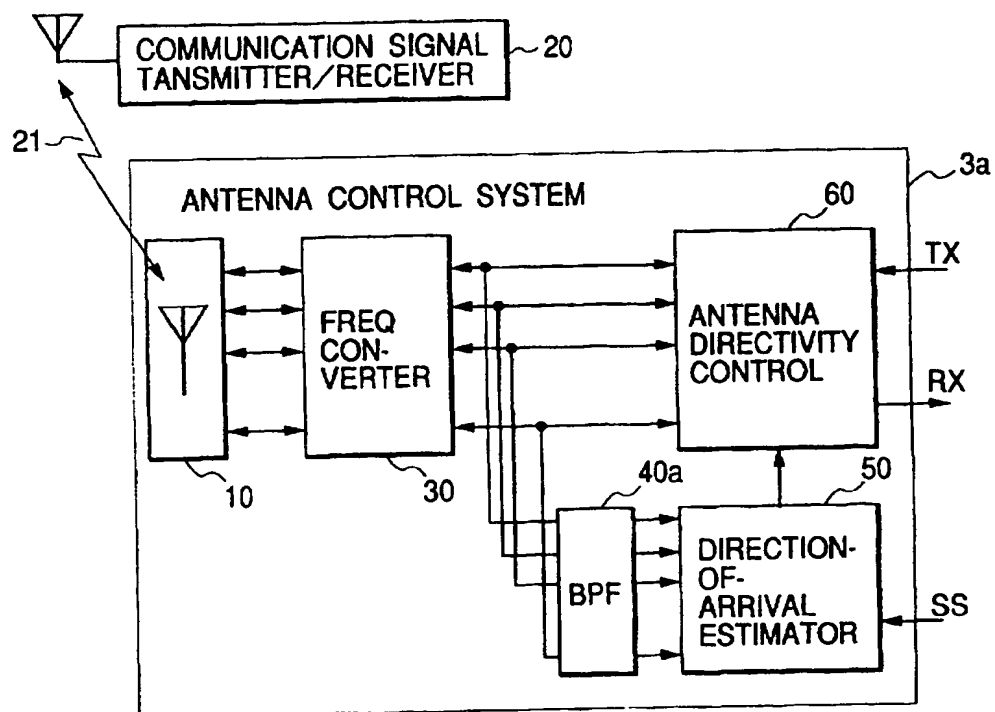 COMMUNICATION SIGNAL
TANSMITTER/RECEIVER
20
21
3a
ANTENNA CONTROL SYSTEM
60
TX
FREQ
CON-
VERTER
ANTENNA
DIRECTIVITY
CONTROL
RX
10
30
40a
50
BPF
DIRECTION-
OF-
ARRIVAL
ESTIMATOR
SS